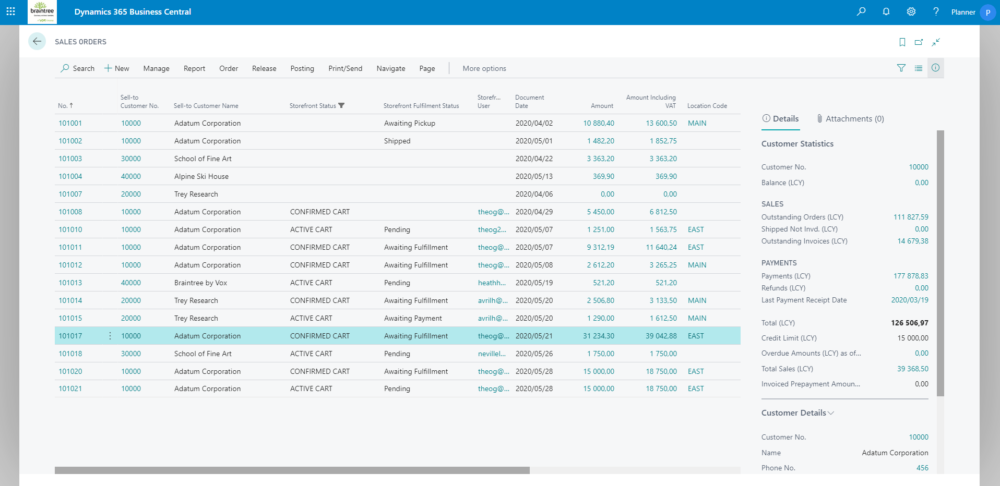 braintree
Dynamics 365 Business Central
Planner
P
SALES ORDERS
Search New Manage Report Order Release Posting Print/Send Navigate Page More options
No. ↑ Sell-to Customer No. Sell-to Customer Name Storefront Status Storefront Fulfilment Status Storefr... User Document Date Amount Amount Including VAT Location Code
101001 10000 Adatum Corporation Awaiting Pickup 2020/04/02 10 880,40 13 600,50 MAIN
101002 10000 Adatum Corporation Shipped 2020/05/01 1 482,20 1 852,75
101003 30000 School of Fine Art 2020/04/22 3 363,20 3 363,20
101004 40000 Alpine Ski House 2020/05/13 369,90 369,90
101007 20000 Trey Research 2020/04/06 0,00 0,00
101008 10000 Adatum Corporation CONFIRMED CART theog@... 2020/04/29 5 450,00 6 812,50
101010 10000 Adatum Corporation ACTIVE CART Pending theog2... 2020/05/07 1 251,00 1 563,75 EAST
101011 10000 Adatum Corporation CONFIRMED CART Awaiting Fulfillment theog@... 2020/05/07 9 312,19 11 640,24 EAST
101012 10000 Adatum Corporation CONFIRMED CART Awaiting Fulfillment theog@... 2020/05/08 2 612,20 3 265,25 MAIN
101013 40000 Braintree by Vox ACTIVE CART Pending heathh... 2020/05/19 521,20 521,20
101014 20000 Trey Research CONFIRMED CART Awaiting Fulfillment avrilh@... 2020/05/20 2 506,80 3 133,50 MAIN
101015 20000 Trey Research ACTIVE CART Awaiting Payment avrilh@... 2020/05/20 1 290,00 1 612,50 MAIN
101017 10000 Adatum Corporation CONFIRMED CART Awaiting Fulfillment theog@... 2020/05/21 31 234,30 39 042,88 EAST
101018 30000 School of Fine Art ACTIVE CART Pending nevillel... 2020/05/26 1 750,00 1 750,00
101020 10000 Adatum Corporation CONFIRMED CART Awaiting Fulfillment theog@... 2020/05/28 15 000,00 18 750,00 EAST
101021 10000 Adatum Corporation ACTIVE CART Pending theog@... 2020/05/28 15 000,00 18 750,00 EAST
Details Attachments (0)
Customer Statistics
Customer No. 10000
Balance (LCY) 0,00
SALES
Outstanding Orders (LCY) 111 827,59
Shipped Not Invd. (LCY) 0,00
Outstanding Invoices (LCY) 14 679,38
PAYMENTS
Payments (LCY) 177 878,83
Refunds (LCY) 0,00
Last Payment Receipt Date 2020/03/19
Total (LCY) 126 506,97
Credit Limit (LCY) 15 000,00
Overdue Amounts (LCY) as of... 0,00
Total Sales (LCY) 39 368,50
Invoiced Prepayment Amoun... 0,00
Customer Details
Customer No. 10000
Name Adatum Corporation
Phone No. 456